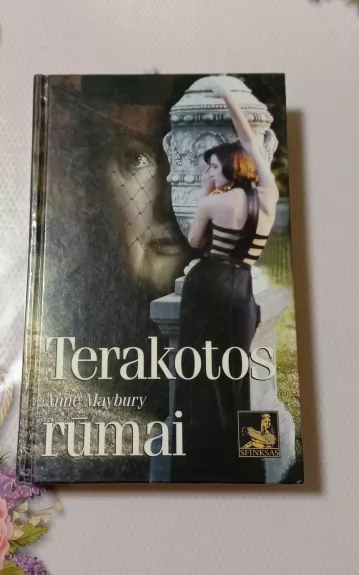 Terakotos
Anne Maybury
rūmai
SFINKSAS